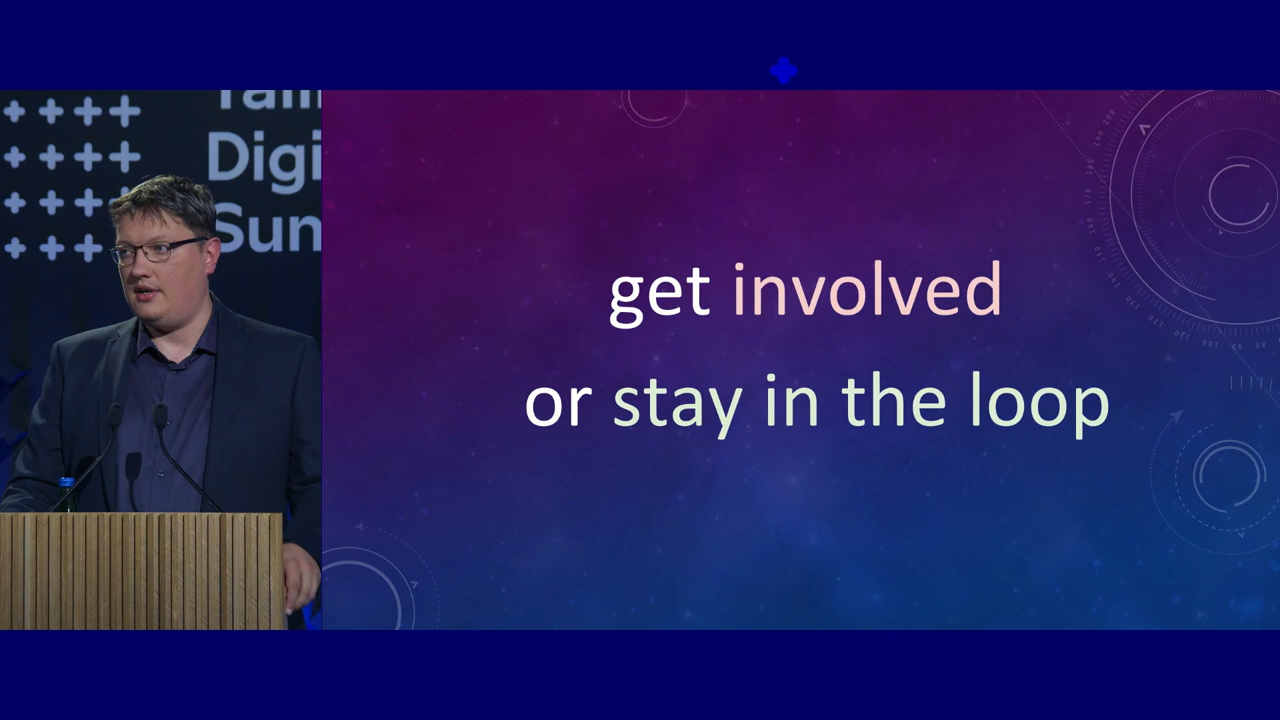 Digi
Sun
get involved
or stay in the loop